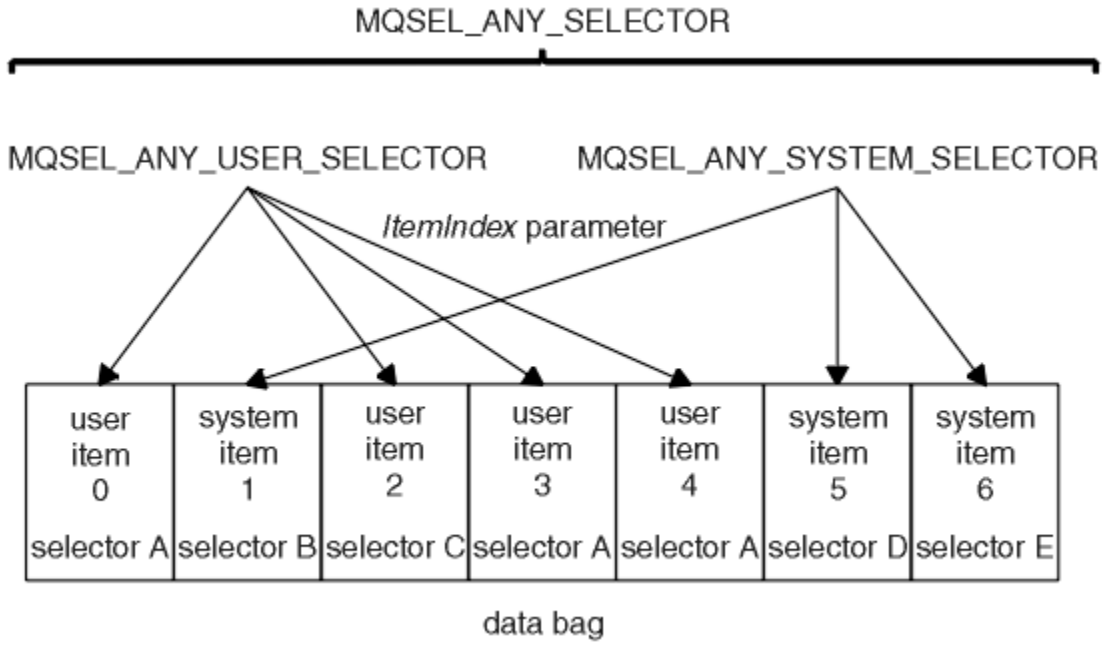 MQSEL_ANY_SELECTOR
MQSEL_ANY_USER_SELECTOR
MQSEL_ANY_SYSTEM_SELECTOR
ItemIndex parameter
user
item
0
selector A
system
item
1
selector B
user
item
2
selector C
user
item
3
selector A
user
item
4
selector A
system
item
5
selector D
system
item
6
selector E
data bag